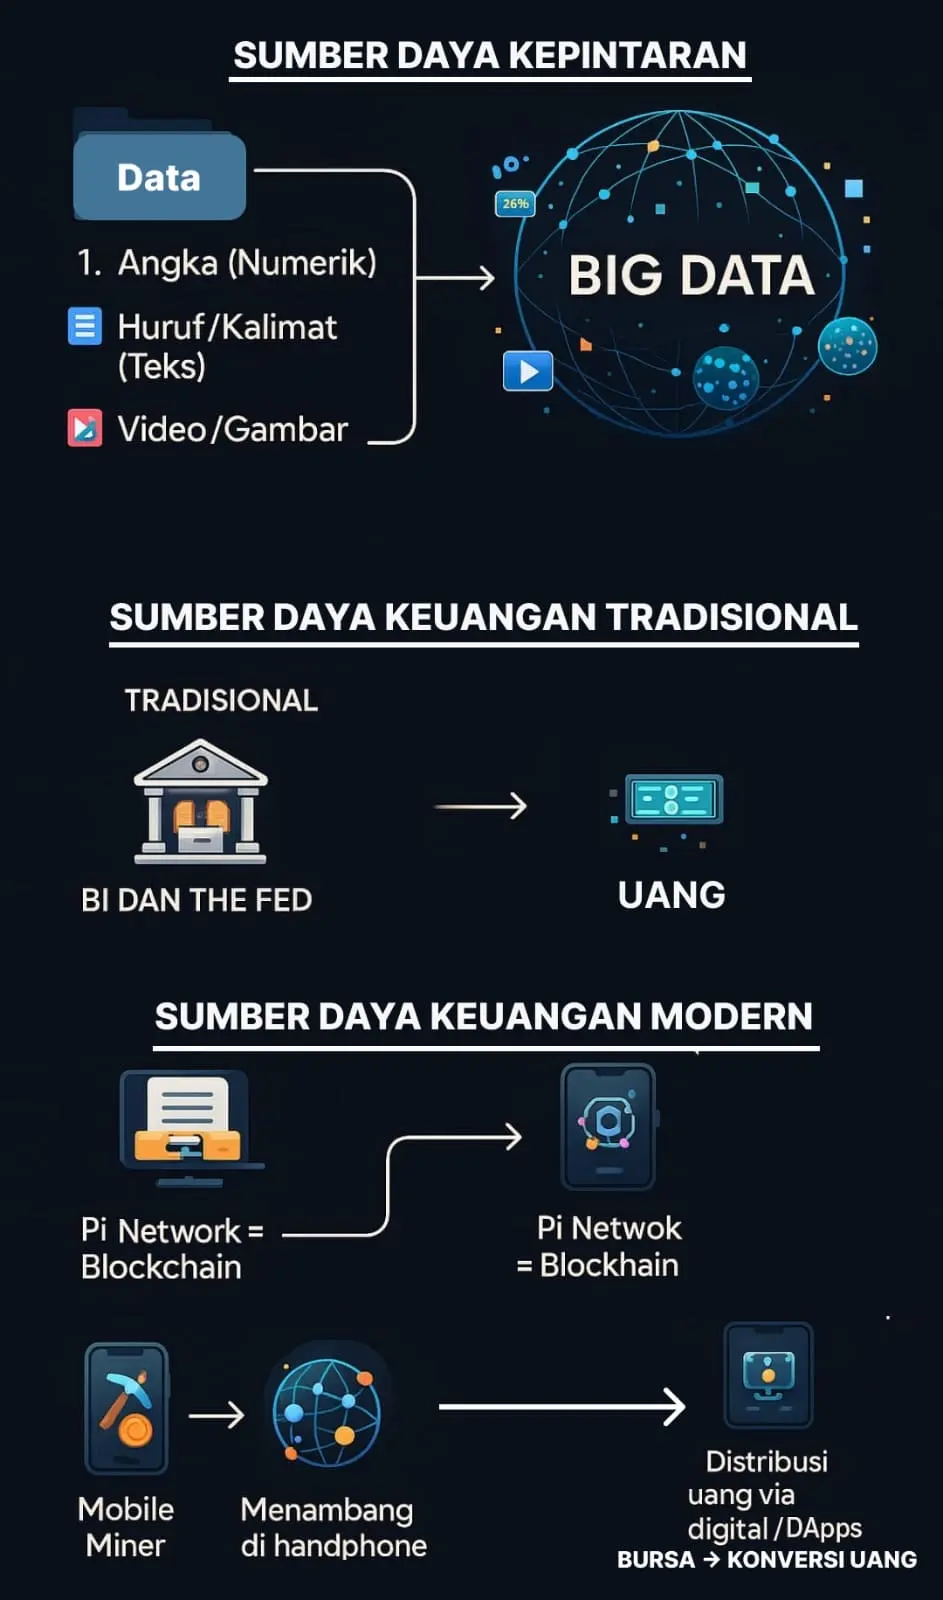 SUMBER DAYA KEPINTARAN
Data
1. Angka (Numerik)
Huruf/Kalimat
(Teks)
Video/Gambar
26%
BIG DATA
SUMBER DAYA KEUANGAN TRADISIONAL
TRADISIONAL
BI DAN THE FED
UANG
SUMBER DAYA KEUANGAN MODERN
Pi Network =
Blockchain
Pi Netwok
= Blockhain
Mobile
Miner
Menambang
di handphone
Distribusi
uang via
digital/DApps
BURSA → KONVERSI UANG